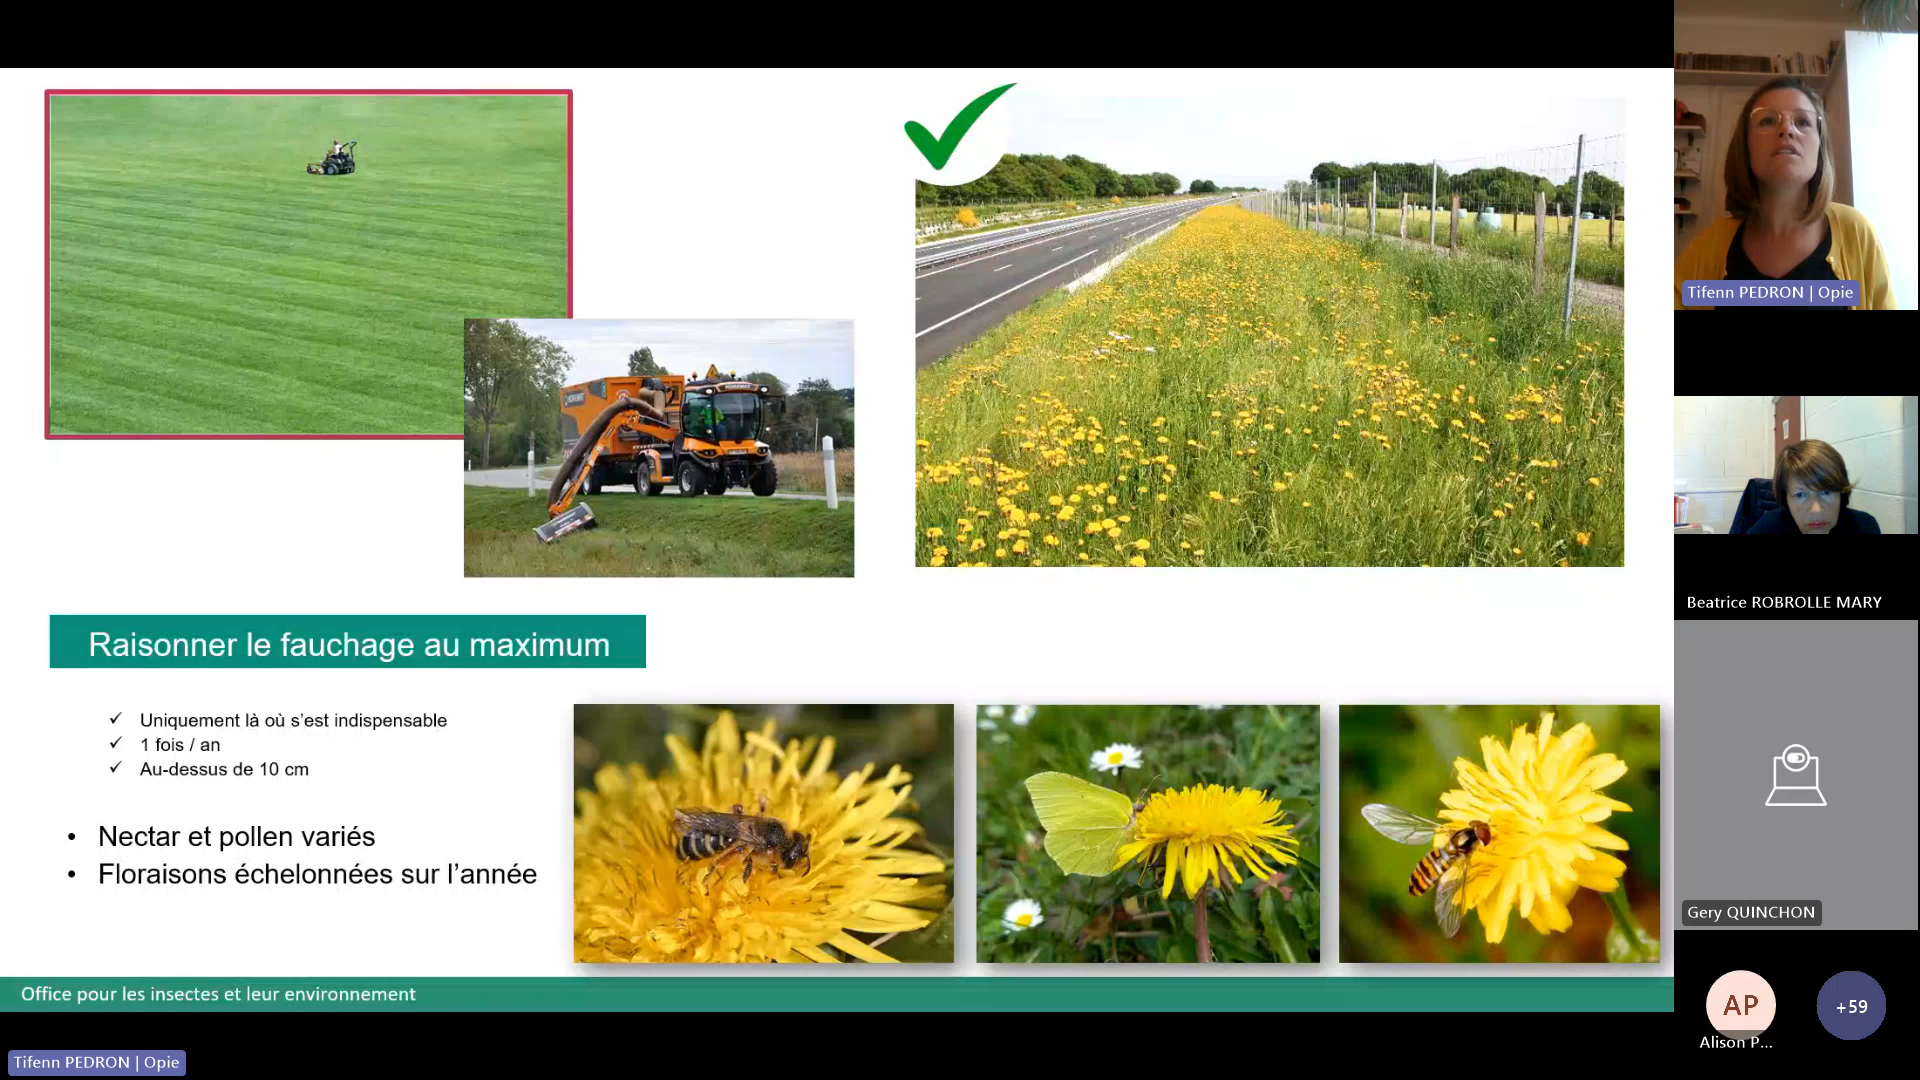 Raisonner le fauchage au maximum
Uniquement là où s'est indispensable
1 fois / an
Au-dessus de 10 cm
Nectar et pollen variés
Floraisons échelonnées sur l'année
Office pour les insectes et leur environnement
Tifenn PEDRON | Opie
Tifenn PEDRON | Opie
Beatrice ROBROLLE MARY
Gery QUINCHON
AP
+59
Alison P...